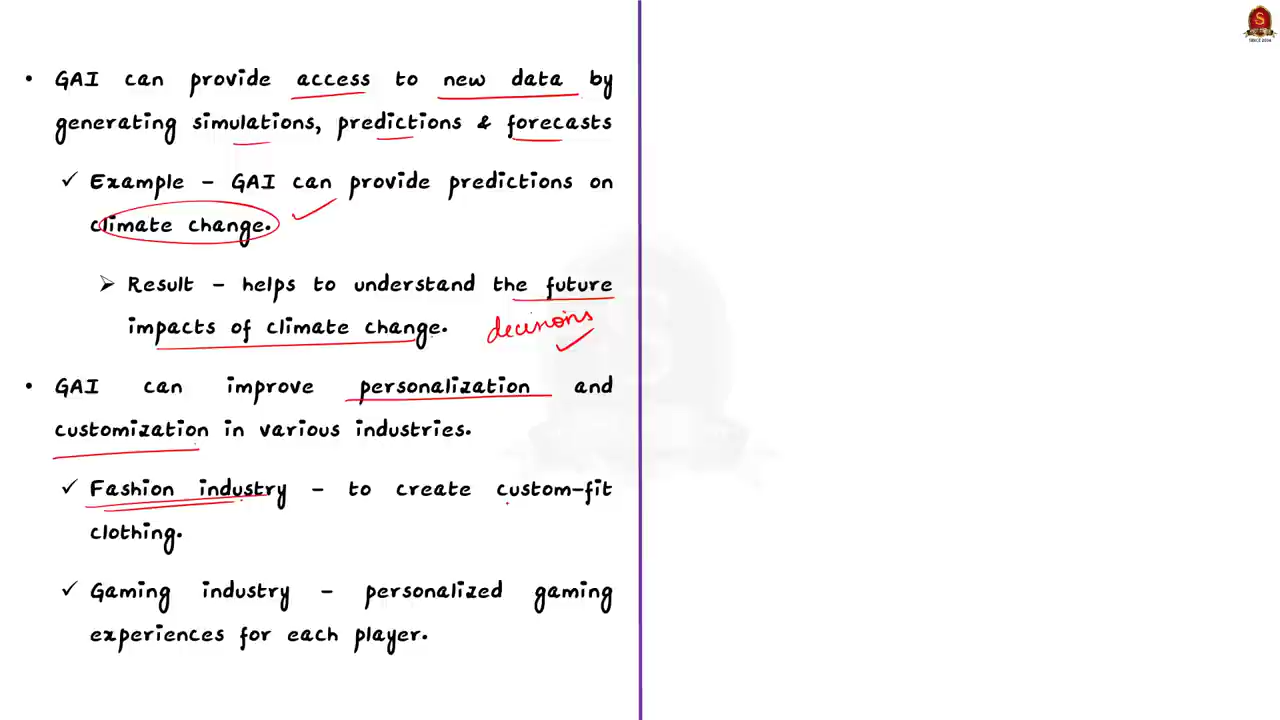 • GAI can provide access to new data by
generating simulations, predictions & forecasts
✓ Example – GAI can provide predictions on
climate change.
➢ Result – helps to understand the future
impacts of climate change.
decisions
• GAI can improve personalization and
customization in various industries.
✓ Fashion industry – to create custom-fit
clothing.
✓ Gaming industry – personalized gaming
experiences for each player.